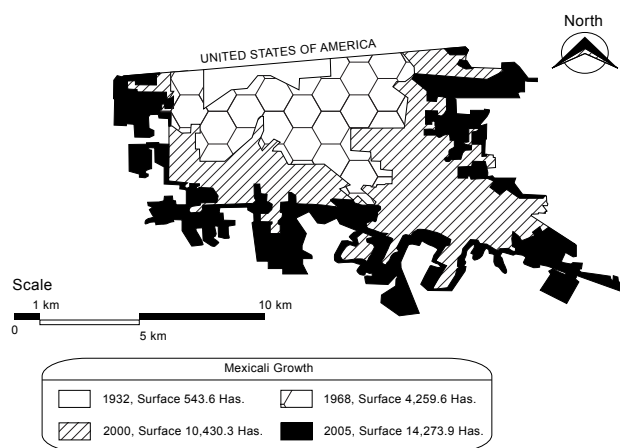 North
UNITED STATES OF AMERICA
Scale
1 km 10 km
0 5 km
Mexicali Growth
1932, Surface 543.6 Has. 1968, Surface 4,259.6 Has.
2000, Surface 10,430.3 Has. 2005, Surface 14,273.9 Has.